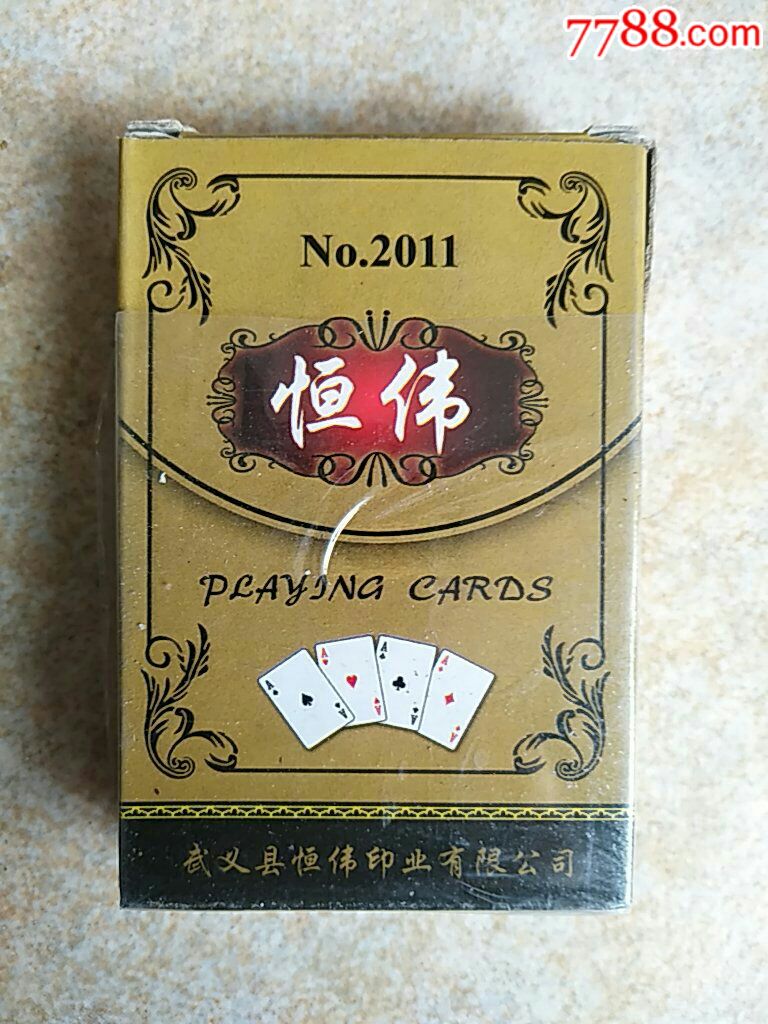 7788.com
No.2011
恒伟
PLAYING CARDS
A A A A
A A A A
武义县恒伟印业有限公司